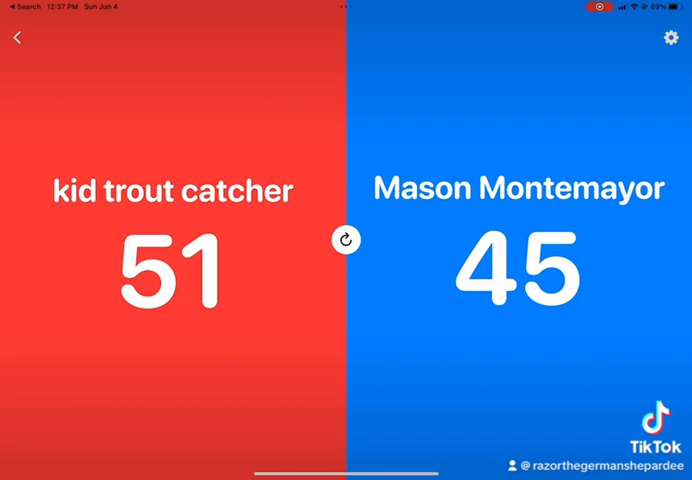 Search 12:37 PM Sun Jun 4
59%
kid trout catcher
51
Mason Montemayor
45
TikTok
@ razorthegermanshepardee